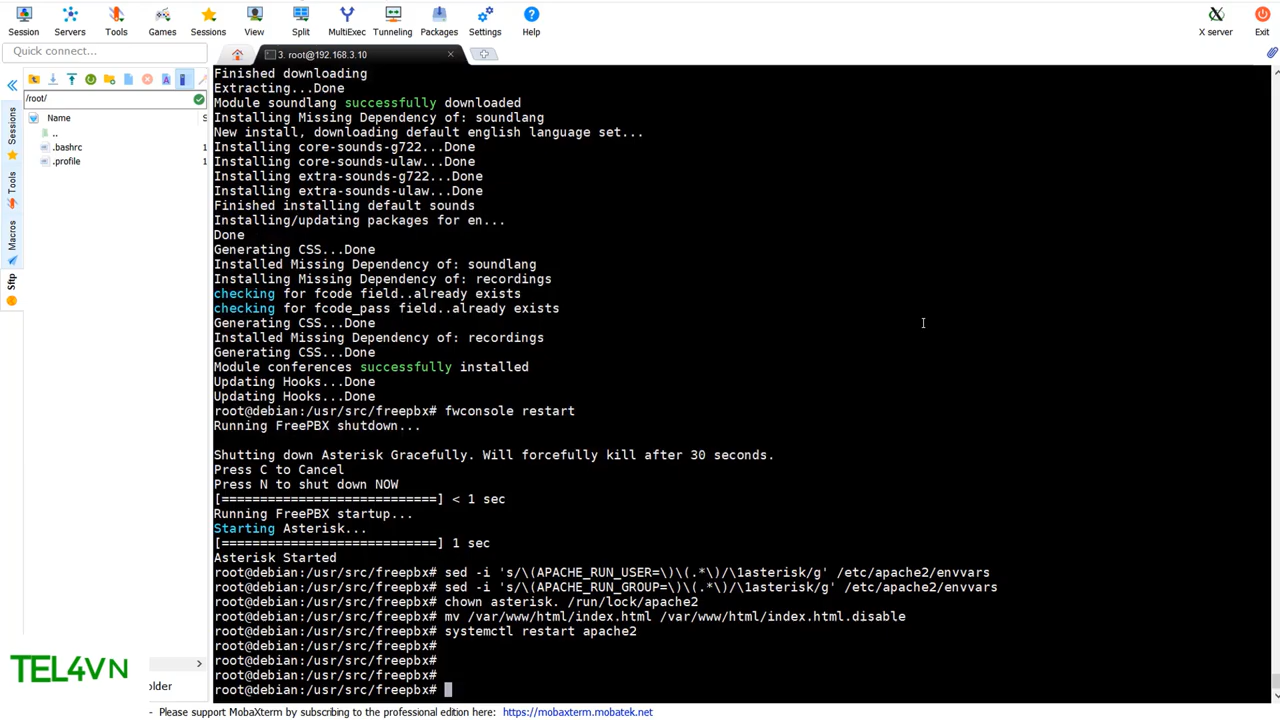 Session
Servers
Tools
Games
Sessions
View
Split
MultiExec
Tunneling
Packages
Settings
Help
X server
Exit
Quick connect...
3. root@192.168.3.10
/root/
Name
S
..
.bashrc
1
.profile
1
Sessions
Tools
Macros
Sftp
Finished downloading
Extracting...Done
Module soundlang successfully downloaded
Installing Missing Dependency of: soundlang
New install, downloading default english language set...
Installing core-sounds-g722...Done
Installing core-sounds-ulaw...Done
Installing extra-sounds-g722...Done
Installing extra-sounds-ulaw...Done
Finished installing default sounds
Installing/updating packages for en...
Done
Generating CSS...Done
Installed Missing Dependency of: soundlang
Installing Missing Dependency of: recordings
checking for fcode field..already exists
checking for fcode_pass field..already exists
Generating CSS...Done
Installed Missing Dependency of: recordings
Generating CSS...Done
Module conferences successfully installed
Updating Hooks...Done
Updating Hooks...Done
root@debian:/usr/src/freepbx# fwconsole restart
Running FreePBX shutdown...
Shutting down Asterisk Gracefully. Will forcefully kill after 30 seconds.
Press C to Cancel
Press N to shut down NOW
[============================] < 1 sec
Running FreePBX startup...
Starting Asterisk...
[============================] 1 sec
Asterisk Started
root@debian:/usr/src/freepbx# sed -i 's/\(APACHE_RUN_USER=\)\(.*\)/\1asterisk/g' /etc/apache2/envvars
root@debian:/usr/src/freepbx# sed -i 's/\(APACHE_RUN_GROUP=\)\(.*\)/\1asterisk/g' /etc/apache2/envvars
root@debian:/usr/src/freepbx# chown asterisk. /run/lock/apache2
root@debian:/usr/src/freepbx# mv /var/www/html/index.html /var/www/html/index.html.disable
root@debian:/usr/src/freepbx# systemctl restart apache2
root@debian:/usr/src/freepbx#
root@debian:/usr/src/freepbx#
root@debian:/usr/src/freepbx#
root@debian:/usr/src/freepbx#
TEL4VN
older
- Please support MobaXterm by subscribing to the professional edition here: https://mobaxterm.mobatek.net